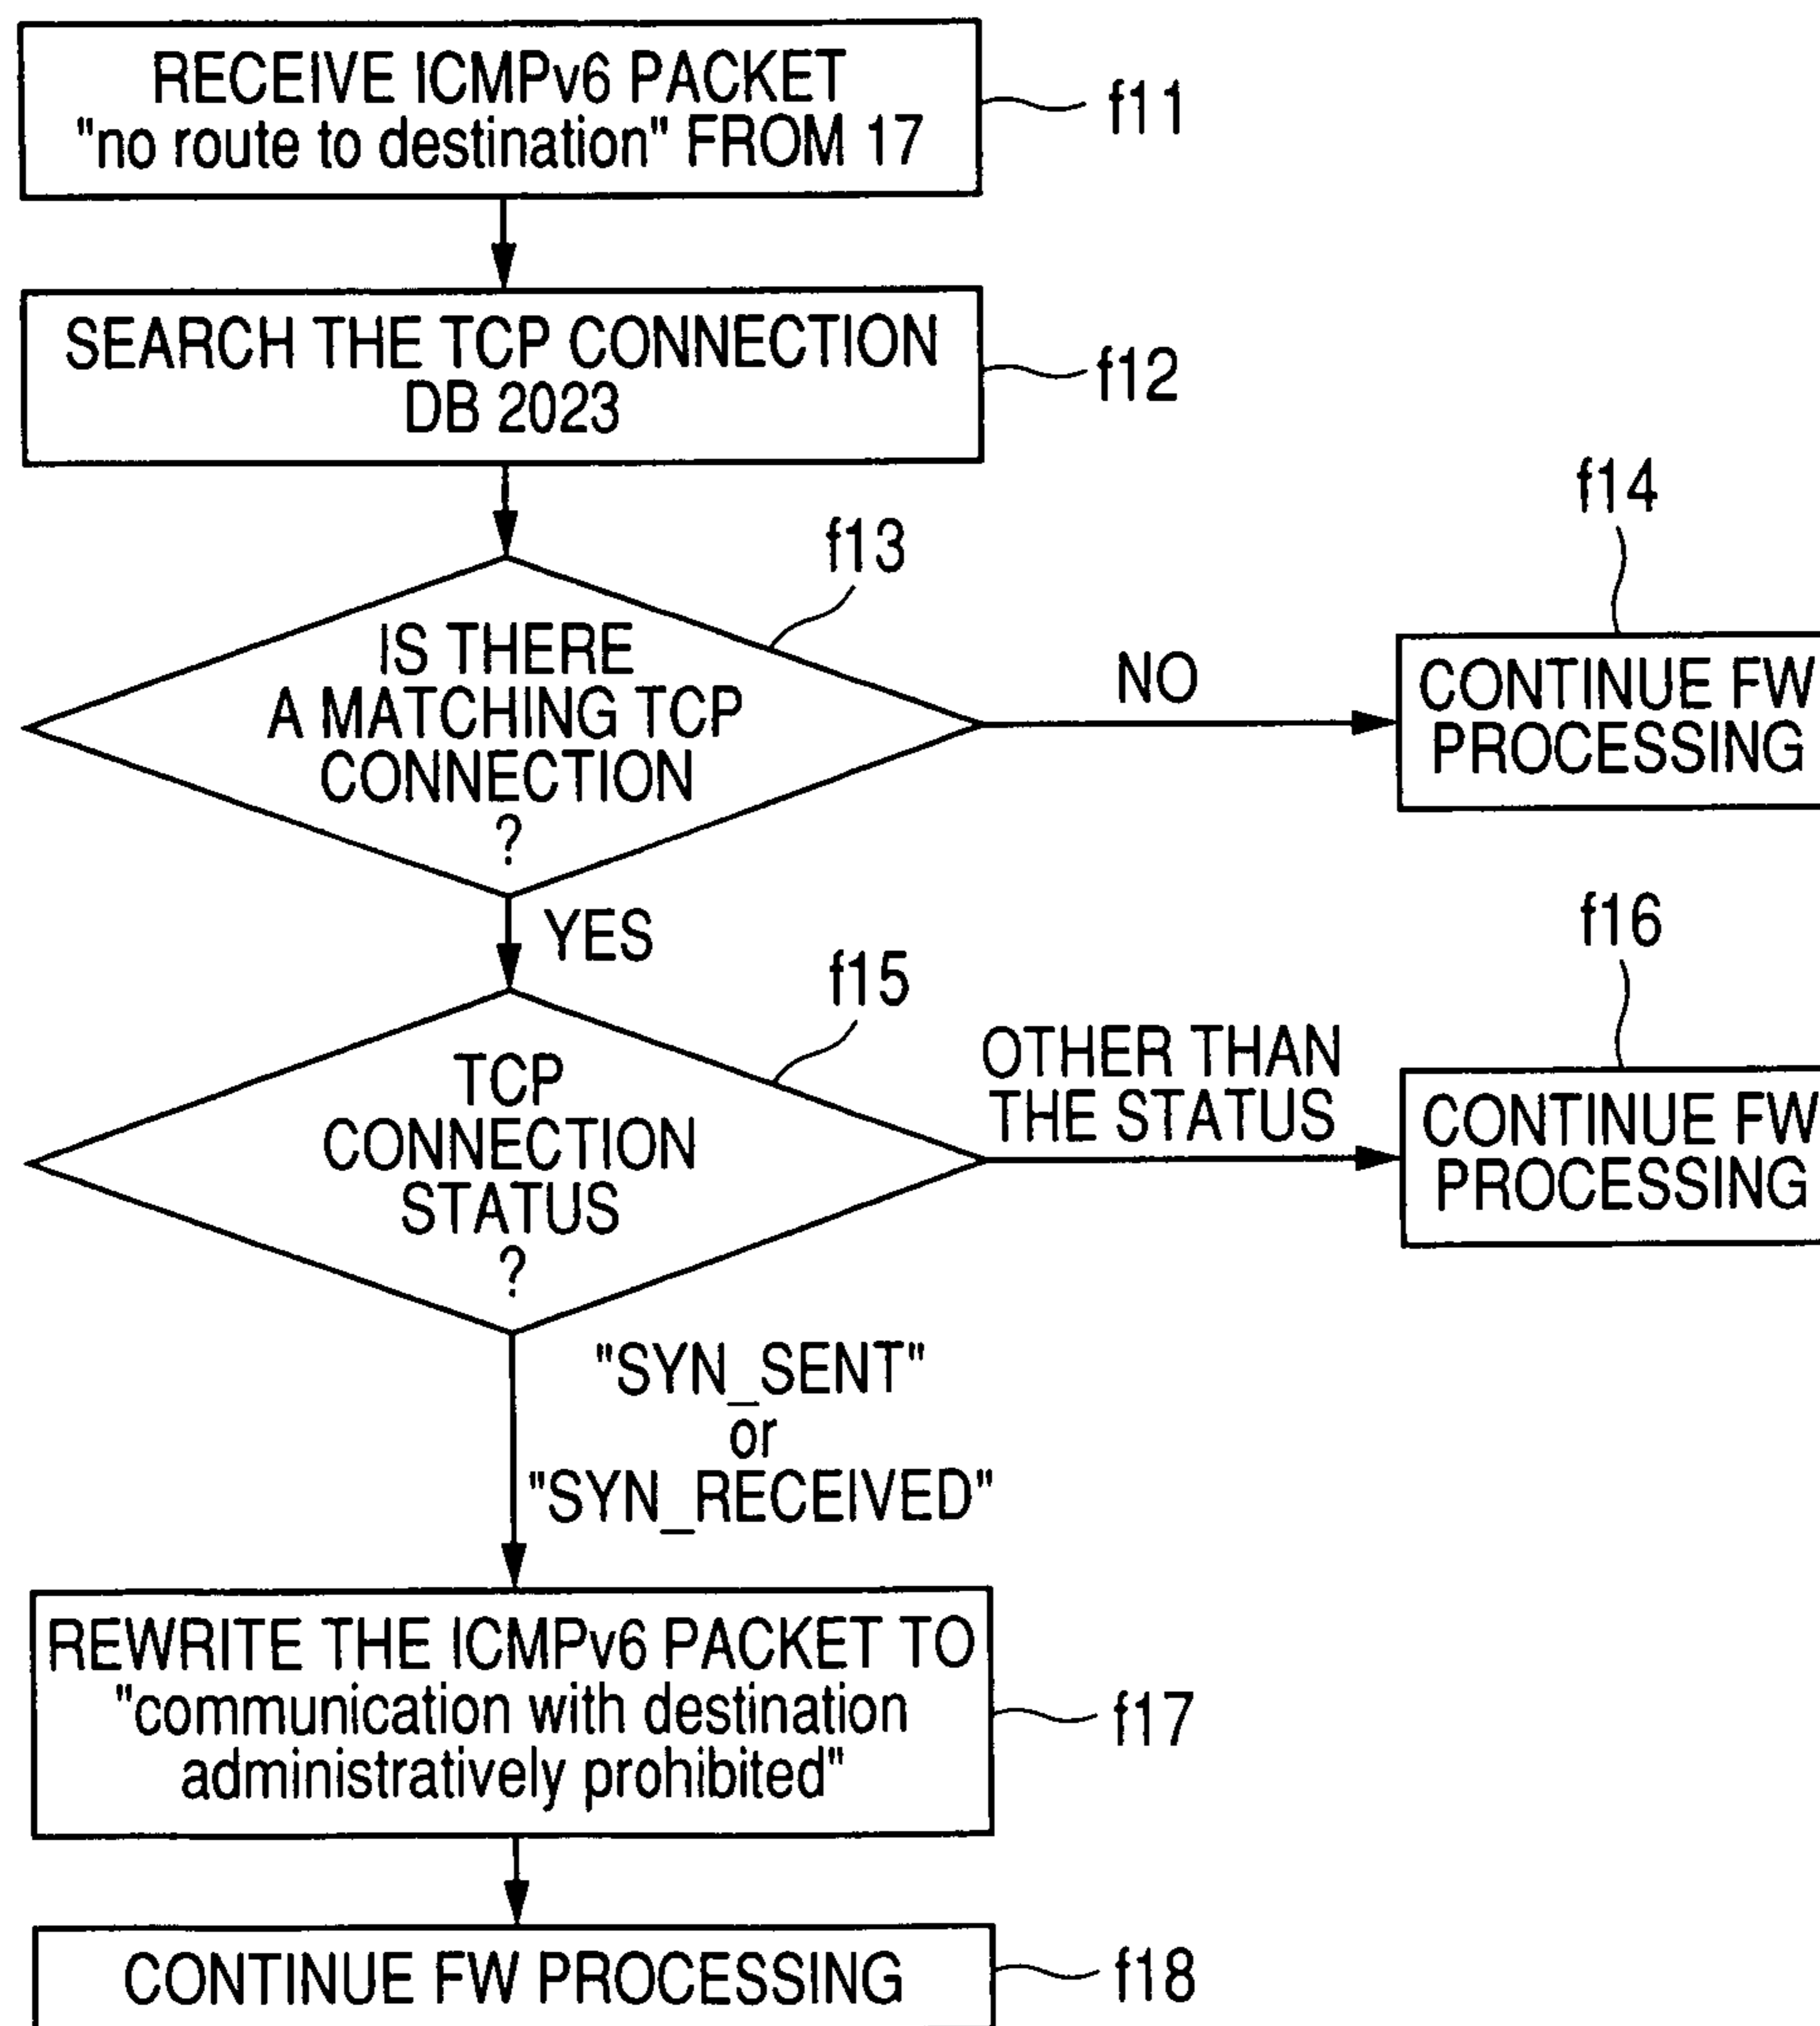 RECEIVE ICMPv6 PACKET
"no route to destination" FROM 17
f11
SEARCH THE TCP CONNECTION
DB 2023
f12
f13
IS THERE
A MATCHING TCP
CONNECTION
?
NO
f14
CONTINUE FW
PROCESSING
YES
f15
TCP
CONNECTION
STATUS
?
OTHER THAN
THE STATUS
f16
CONTINUE FW
PROCESSING
"SYN_SENT"
or
"SYN_RECEIVED"
REWRITE THE ICMPv6 PACKET TO
"communication with destination
administratively prohibited"
f17
CONTINUE FW PROCESSING
f18